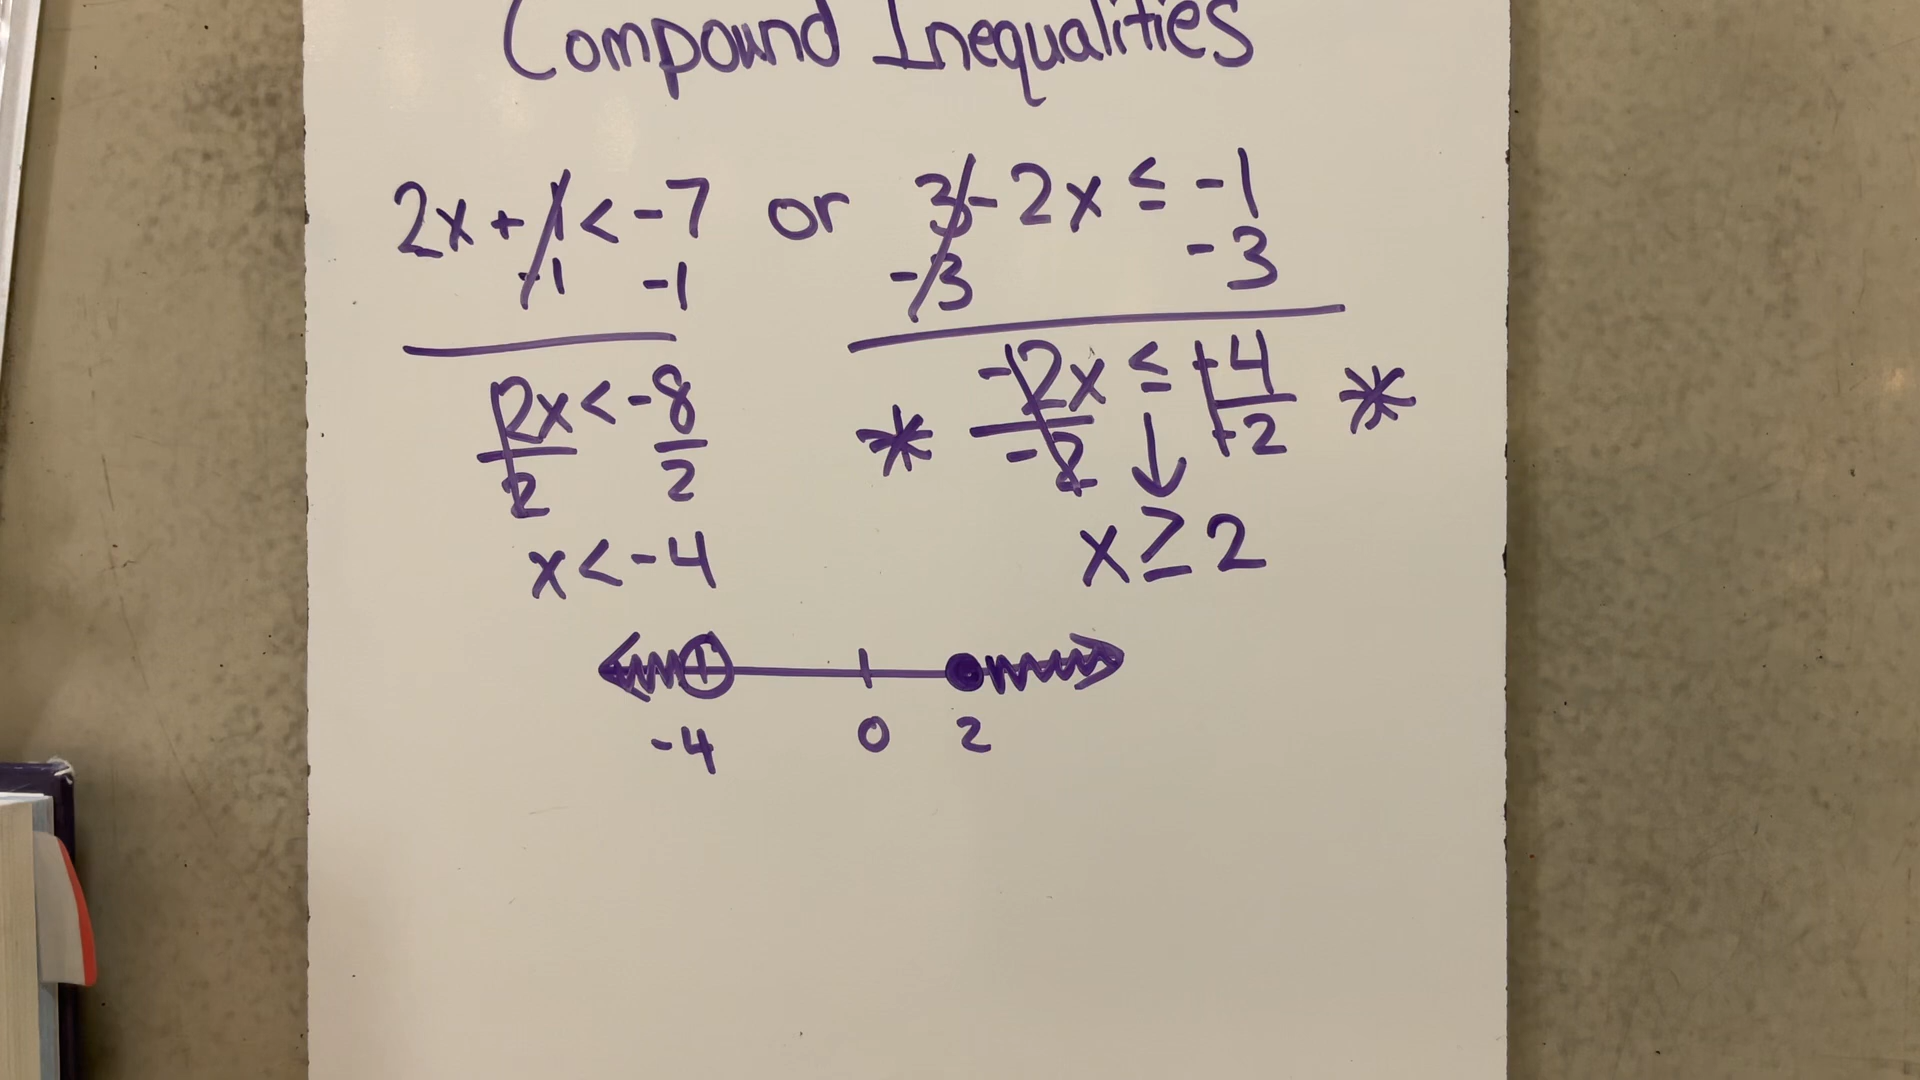 Compound Inequalities
2x + 1 < -7 or 3 - 2x ≤ -1
-1 -1 -3 -3
2x < -8 -2x ≤ -4
2 2 * -2 ↓ -2 *
x < -4 x ≥ 2
-4 0 2